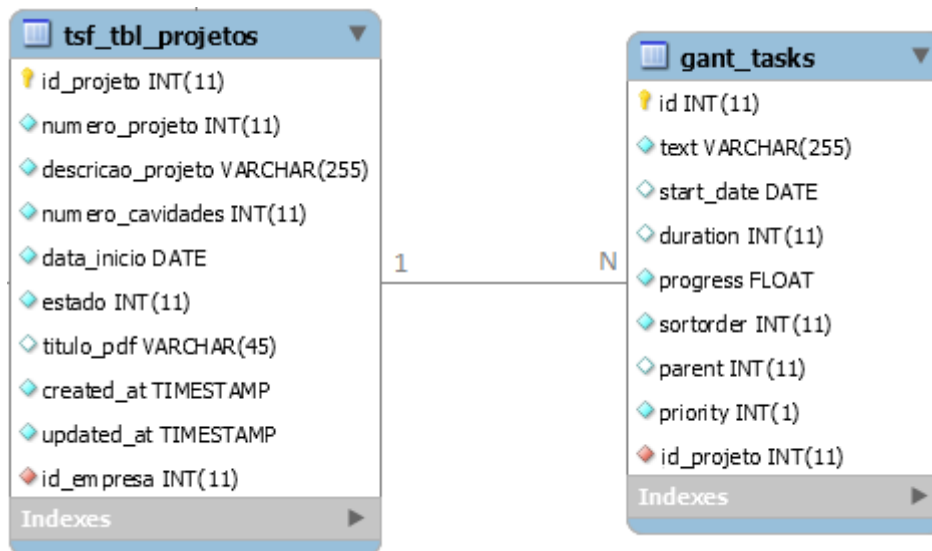 tsf_tbl_projetos
id_projeto INT(11)
numero_projeto INT(11)
descricao_projeto VARCHAR(255)
numero_cavidades INT(11)
data_inicio DATE
estado INT(11)
titulo_pdf VARCHAR(45)
created_at TIMESTAMP
updated_at TIMESTAMP
id_empresa INT(11)
Indexes
1
N
gant_tasks
id INT(11)
text VARCHAR(255)
start_date DATE
duration INT(11)
progress FLOAT
sortorder INT(11)
parent INT(11)
priority INT(1)
id_projeto INT(11)
Indexes